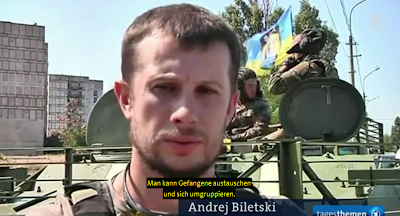 Man kann Gefangene austauschen
und sich umgruppieren.
Andrej Biletski
tagesthemen